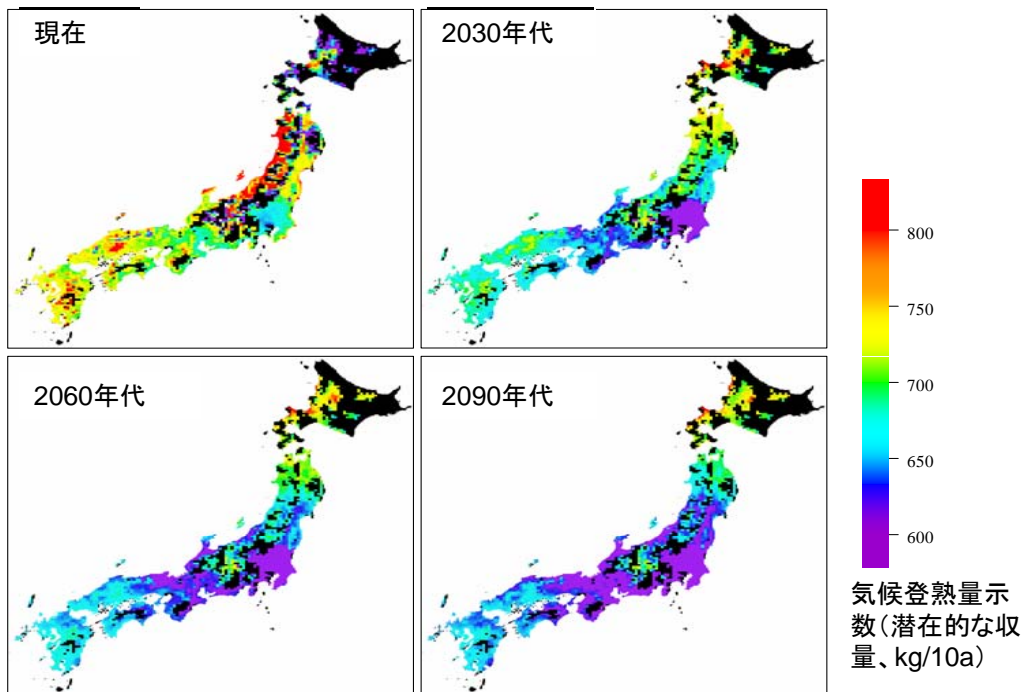 現在
2030年代
2060年代
2090年代
800
750
700
650
600
気候登熟量示
数(潜在的な収
量、kg/10a)